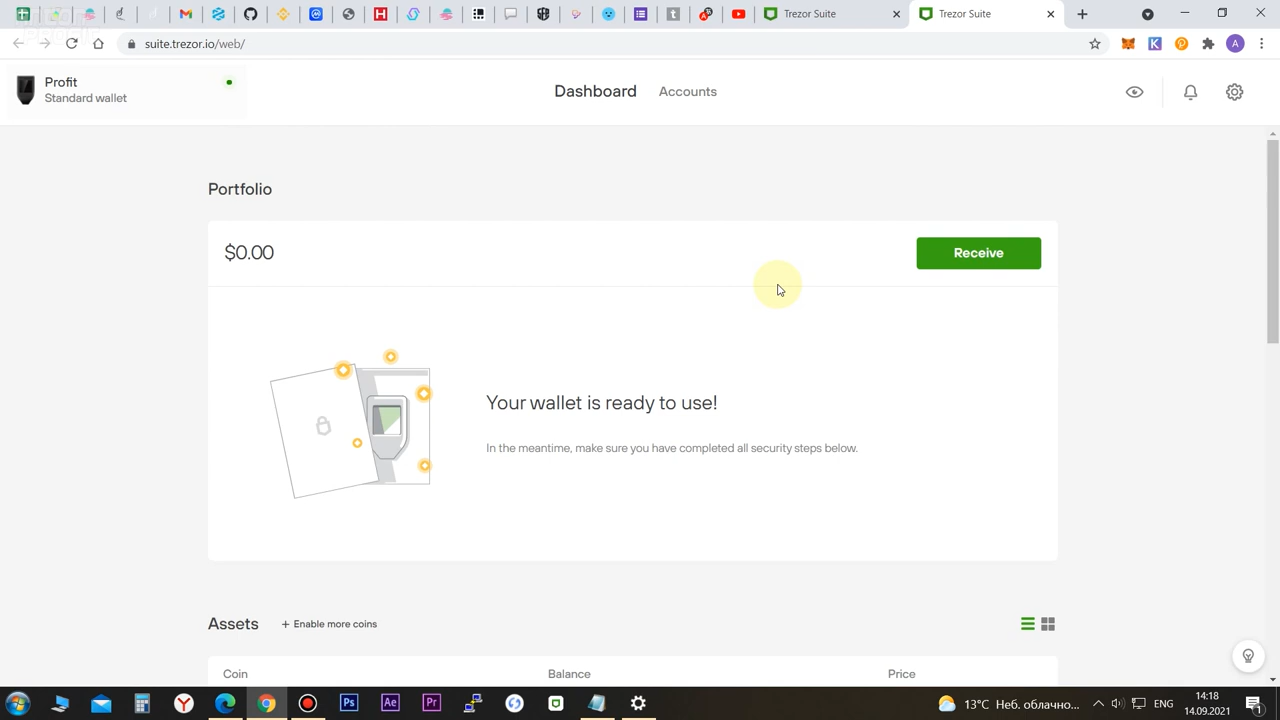 Trezor Suite
Trezor Suite
suite.trezor.io/web/
A
Profit
Standard wallet
Dashboard
Accounts
Portfolio
$0.00
Receive
Your wallet is ready to use!
In the meantime, make sure you have completed all security steps below.
Assets
+ Enable more coins
Coin
Balance
Price
13°C Неб. облачно...
ENG
14:18
14.09.2021